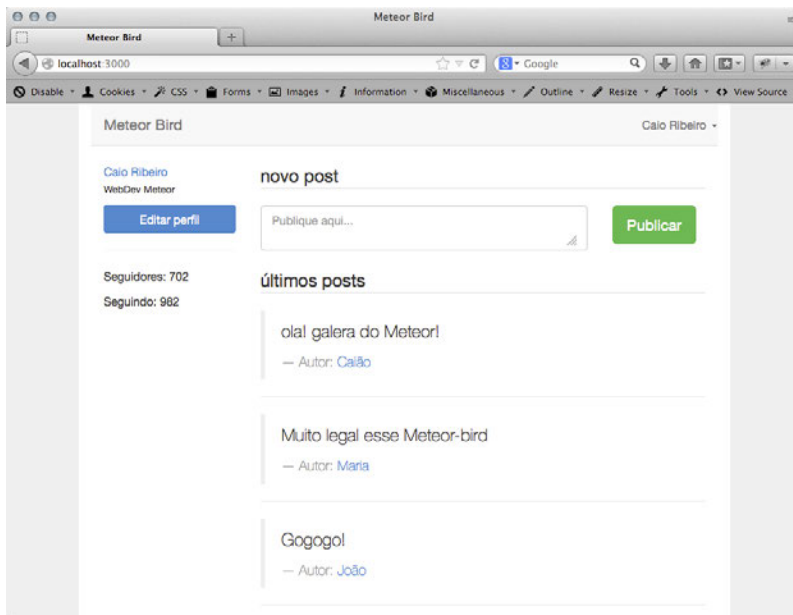 Meteor Bird
Meteor Bird
localhost:3000
Google
Disable Cookies CSS Forms Images Information Miscellaneous Outline Resize Tools View Source
Meteor Bird
Caio Ribeiro
Caio Ribeiro
WebDev Meteor
Editar perfil
Seguidores: 702
Seguindo: 982
novo post
Publique aqui...
Publicar
últimos posts
ola! galera do Meteor!
— Autor: Caião
Muito legal esse Meteor-bird
— Autor: Maria
Gogogo!
— Autor: João